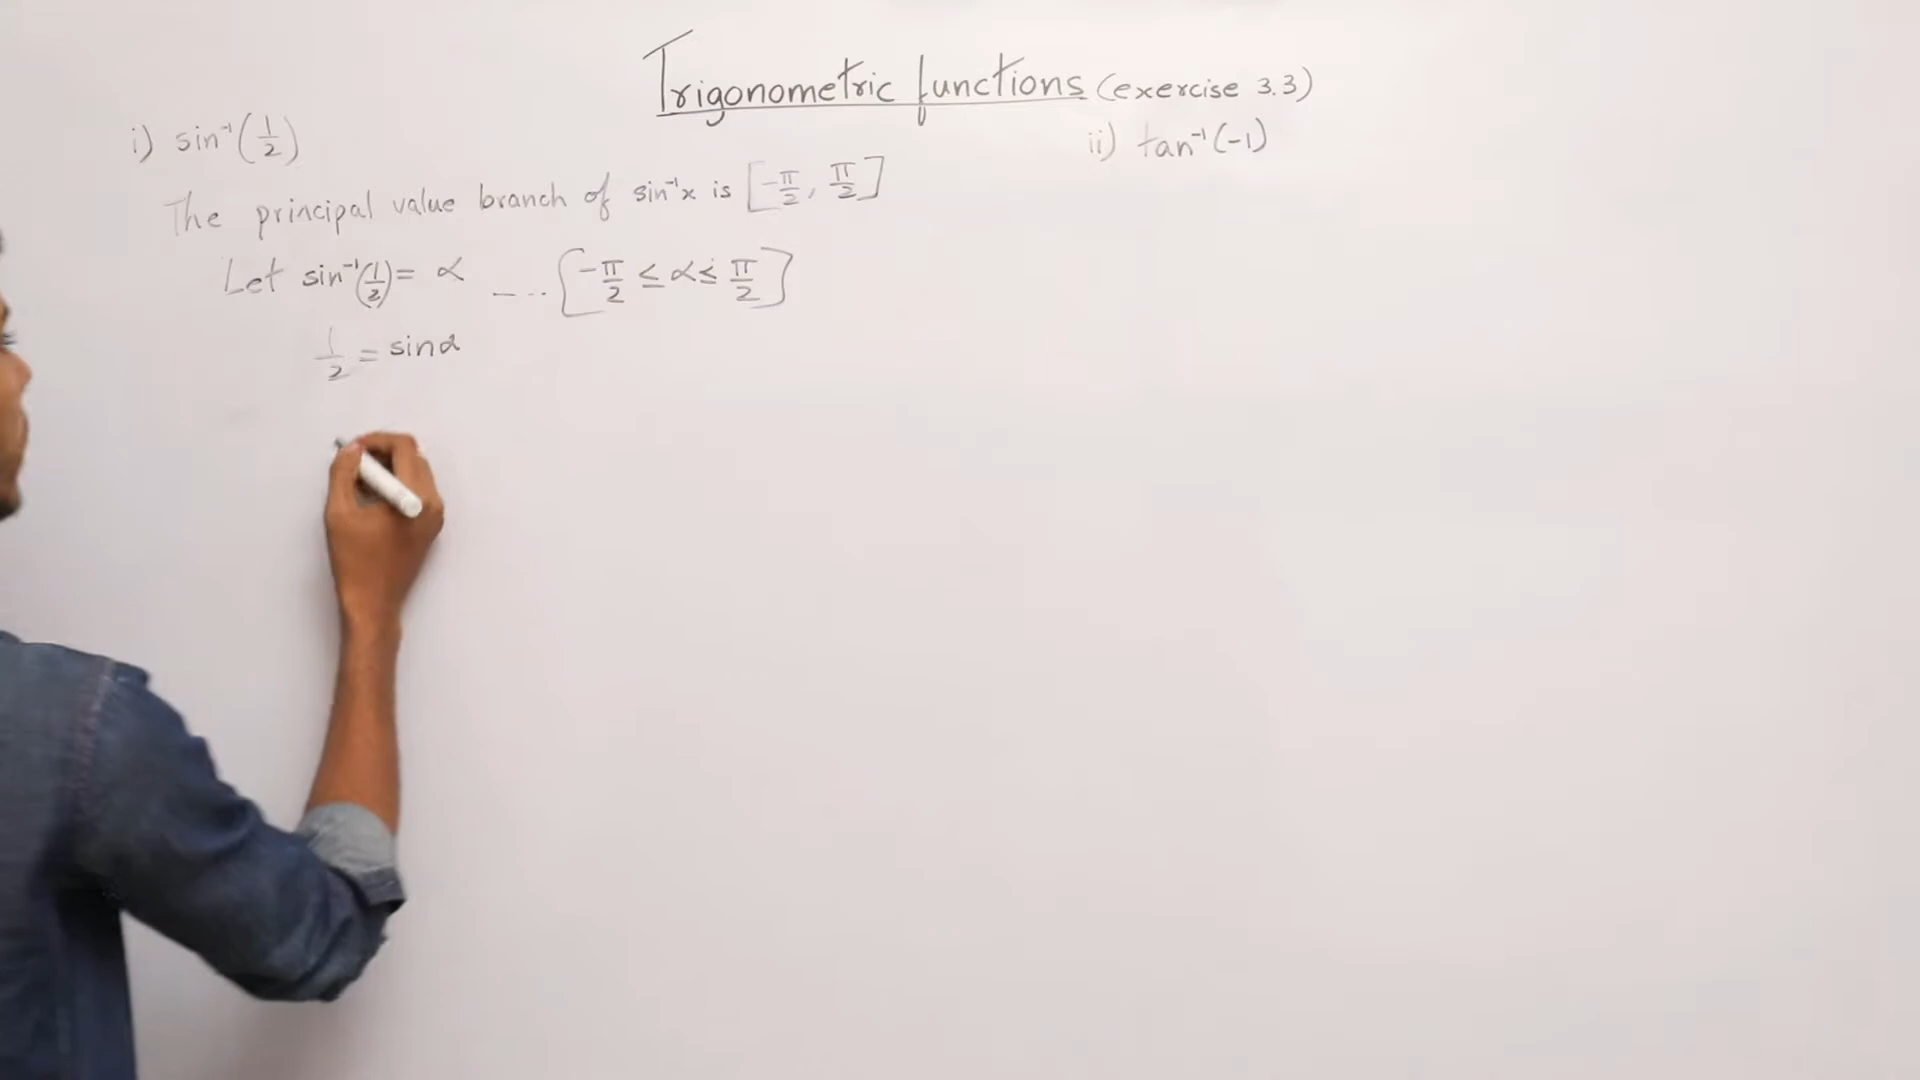 Trigonometric functions (exercise 3.3)
i) sin⁻¹(1/2)
The principal value branch of sin⁻¹x is [-π/2, π/2]
Let sin⁻¹(1/2) = α ---.. [-π/2 ≤ α ≤ π/2]
1/2 = sinα
ii) tan⁻¹(-1)